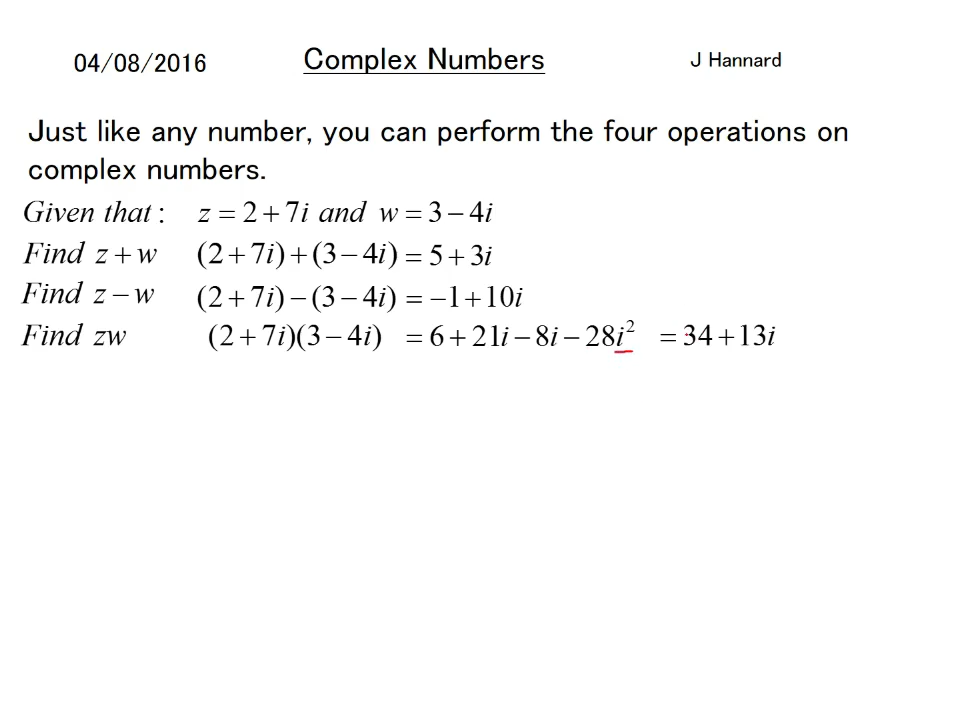 04/08/2016 Complex Numbers J Hannard
Just like any number, you can perform the four operations on
complex numbers.
Given that : z = 2 + 7i and w = 3 − 4i
Find z + w (2 + 7i) + (3 − 4i) = 5 + 3i
Find z − w (2 + 7i) − (3 − 4i) = −1 + 10i
Find zw (2 + 7i)(3 − 4i) = 6 + 21i − 8i − 28i² = 34 + 13i